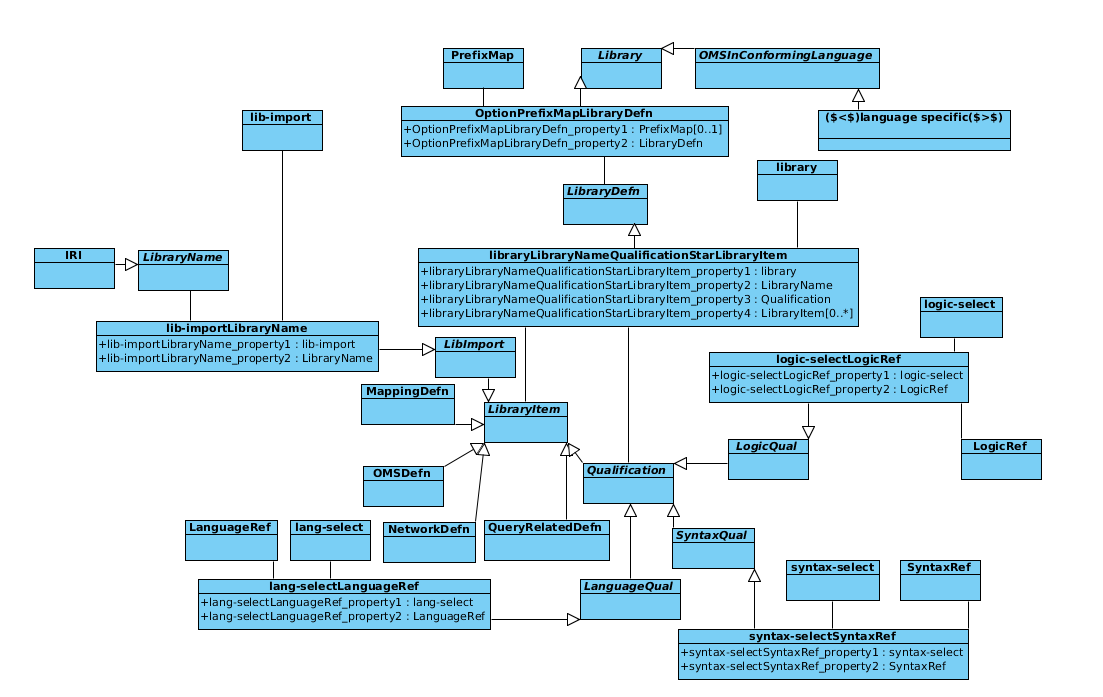 PrefixMap
Library
OMSInConformingLanguage
OptionPrefixMapLibraryDefn
+OptionPrefixMapLibraryDefn_property1 : PrefixMap[0..1]
+OptionPrefixMapLibraryDefn_property2 : LibraryDefn
lib-import
($<$)language specific($>$)
library
LibraryDefn
IRI
LibraryName
libraryLibraryNameQualificationStarLibraryItem
+libraryLibraryNameQualificationStarLibraryItem_property1 : library
+libraryLibraryNameQualificationStarLibraryItem_property2 : LibraryName
+libraryLibraryNameQualificationStarLibraryItem_property3 : Qualification
+libraryLibraryNameQualificationStarLibraryItem_property4 : LibraryItem[0..*]
logic-select
lib-importLibraryName
+lib-importLibraryName_property1 : lib-import
+lib-importLibraryName_property2 : LibraryName
LibImport
logic-selectLogicRef
+logic-selectLogicRef_property1 : logic-select
+logic-selectLogicRef_property2 : LogicRef
MappingDefn
LibraryItem
LogicQual
LogicRef
OMSDefn
Qualification
LanguageRef
lang-select
NetworkDefn
QueryRelatedDefn
SyntaxQual
lang-selectLanguageRef
+lang-selectLanguageRef_property1 : lang-select
+lang-selectLanguageRef_property2 : LanguageRef
LanguageQual
syntax-select
SyntaxRef
syntax-selectSyntaxRef
+syntax-selectSyntaxRef_property1 : syntax-select
+syntax-selectSyntaxRef_property2 : SyntaxRef